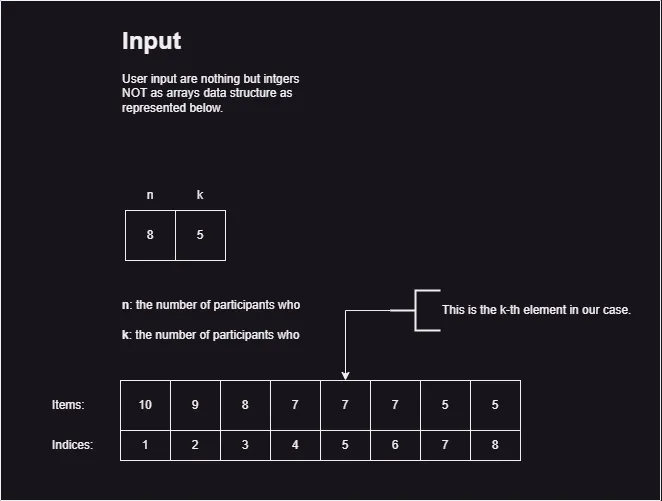 Input
User input are nothing but intgers
NOT as arrays data structure as
represented below.
n k
8 5
n: the number of participants who
k: the number of participants who
This is the k-th element in our case.
Items: 10 9 8 7 7 7 5 5
Indices: 1 2 3 4 5 6 7 8